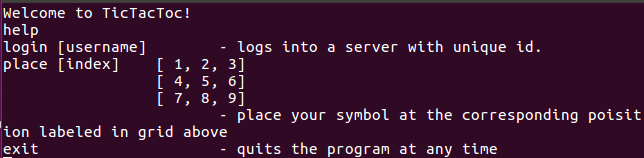 Welcome to TicTacToc!
help
login [username]        - logs into a server with unique id.
place [index]    [ 1, 2, 3]
                 [ 4, 5, 6]
                 [ 7, 8, 9]
                        - place your symbol at the corresponding poisit
ion labeled in grid above
exit                    - quits the program at any time